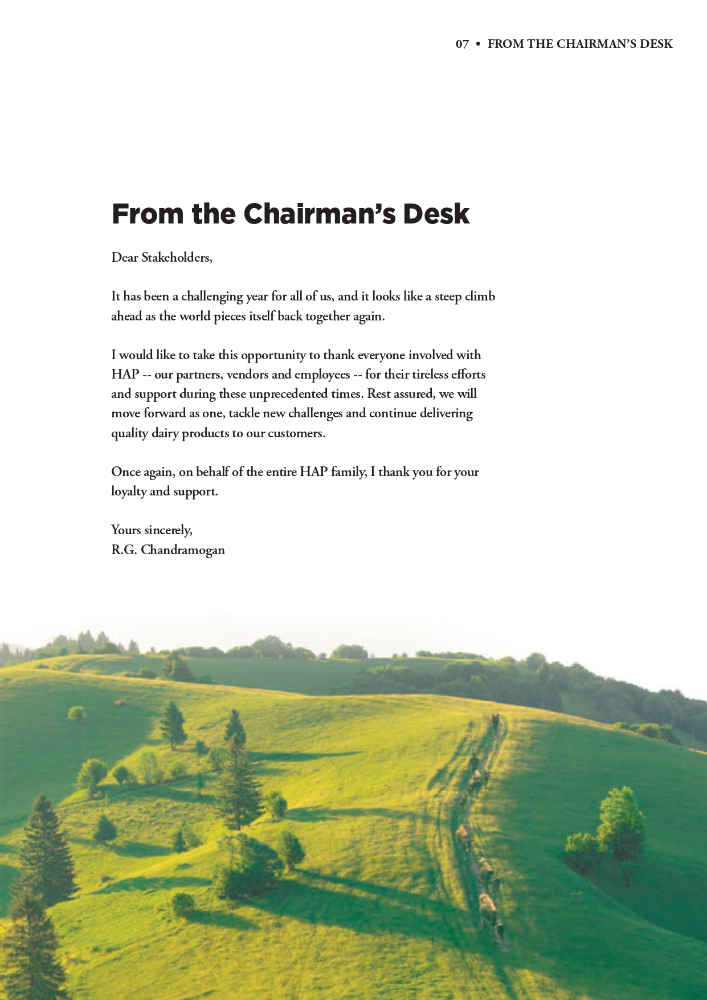 07 • FROM THE CHAIRMAN’S DESK
From the Chairman’s Desk
Dear Stakeholders,
It has been a challenging year for all of us, and it looks like a steep climb
ahead as the world pieces itself back together again.
I would like to take this opportunity to thank everyone involved with
HAP -- our partners, vendors and employees -- for their tireless efforts
and support during these unprecedented times. Rest assured, we will
move forward as one, tackle new challenges and continue delivering
quality dairy products to our customers.
Once again, on behalf of the entire HAP family, I thank you for your
loyalty and support.
Yours sincerely,
R.G. Chandramogan